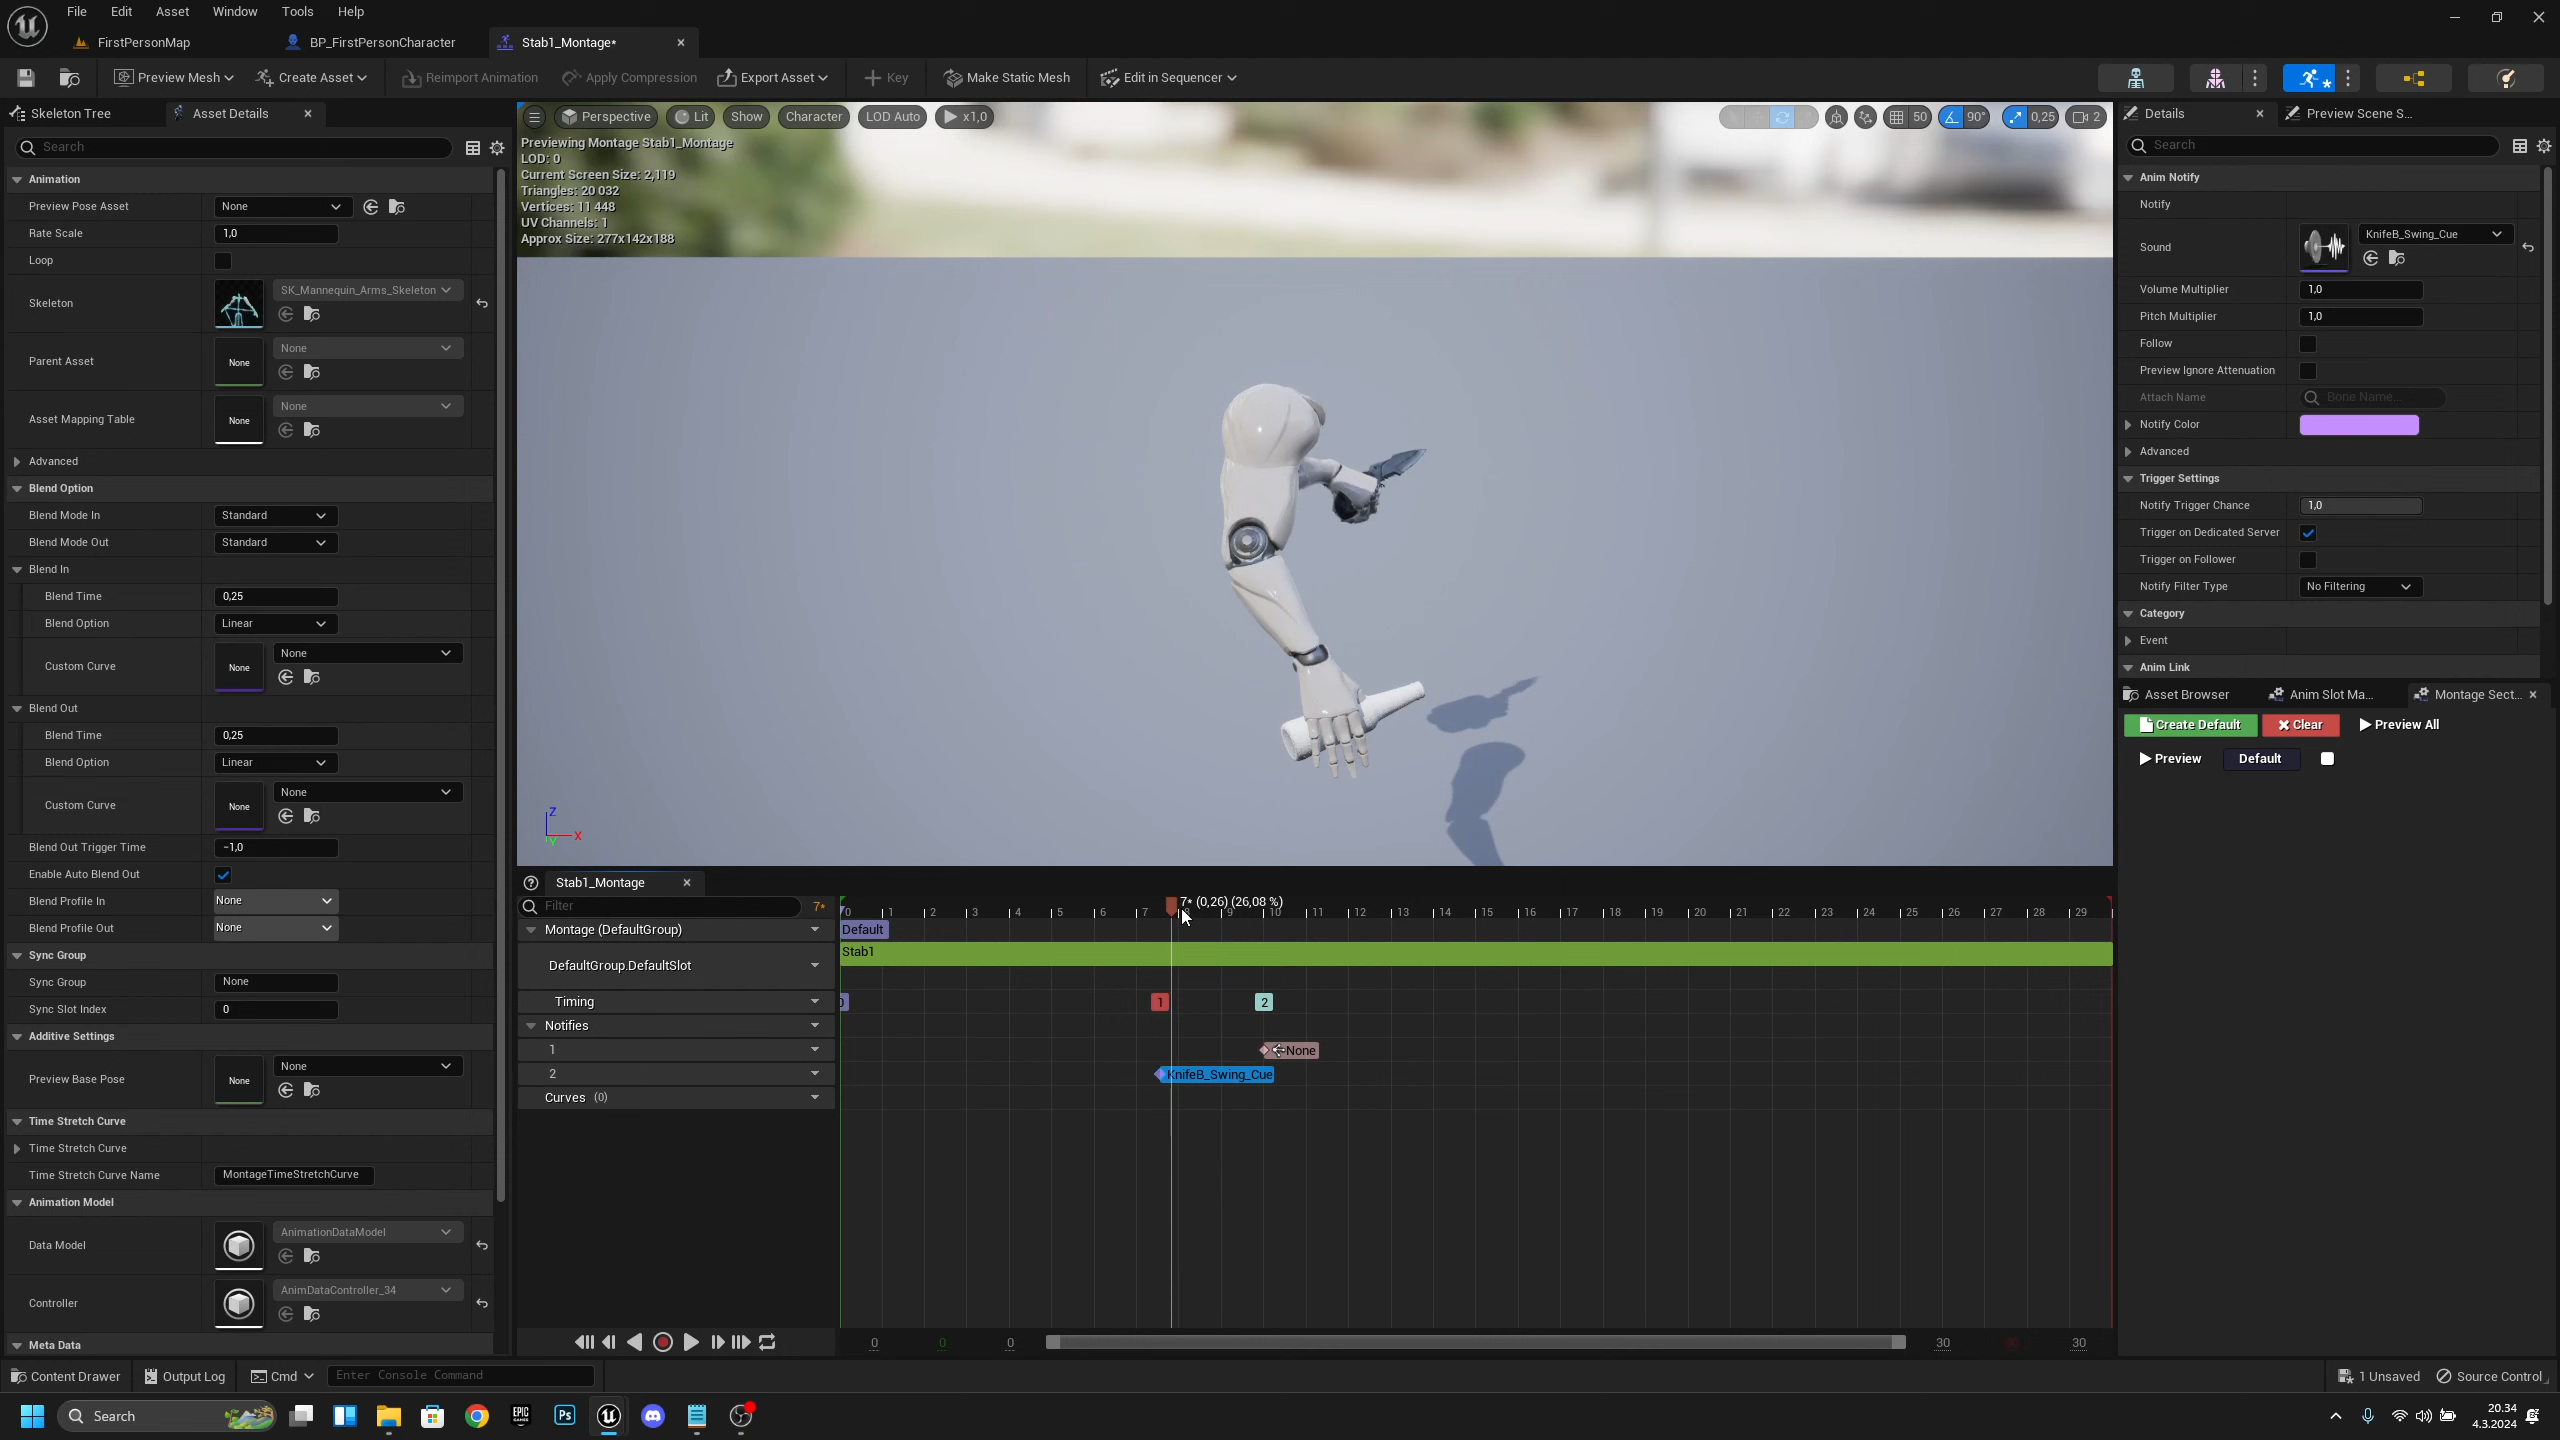 File Edit Asset Window Tools Help
FirstPersonMap BP_FirstPersonCharacter Stab1_Montage*
Preview Mesh Create Asset Reimport Animation Apply Compression Export Asset Key Make Static Mesh Edit in Sequencer
Skeleton Tree Asset Details
Search
Animation
Preview Pose Asset None
Rate Scale 1,0
Loop
Skeleton SK_Mannequin_Arms_Skeleton
Parent Asset None None
Asset Mapping Table None None
Advanced
Blend Option
Blend Mode In Standard
Blend Mode Out Standard
Blend In
Blend Time 0,25
Blend Option Linear
Custom Curve None None
Blend Out
Blend Time 0,25
Blend Option Linear
Custom Curve None None
Blend Out Trigger Time -1,0
Enable Auto Blend Out
Blend Profile In None
Blend Profile Out None
Sync Group
Sync Group None
Sync Slot Index 0
Additive Settings
Preview Base Pose None None
Time Stretch Curve
Time Stretch Curve
Time Stretch Curve Name MontageTimeStretchCurve
Animation Model
Data Model AnimationDataModel
Controller AnimDataController_34
Meta Data
Perspective Lit Show Character LOD Auto x1,0 50 90° 0,25 2
Previewing Montage Stab1_Montage
LOD: 0
Current Screen Size: 2,119
Triangles: 20 032
Vertices: 11 448
UV Channels: 1
Approx Size: 277x142x188
Z X Y
Stab1_Montage
Filter 7*
7* (0,26) (26,08 %)
0 1 2 3 4 5 6 7 8 9 10 11 12 13 14 15 16 17 18 19 20 21 22 23 24 25 26 27 28 29
Montage (DefaultGroup) Default
DefaultGroup.DefaultSlot Stab1
Timing 1 2
Notifies
1 None
2 KnifeB_Swing_Cue
Curves (0)
0 0 0 30 30
Details Preview Scene S...
Search
Anim Notify
Notify
Sound KnifeB_Swing_Cue
Volume Multiplier 1,0
Pitch Multiplier 1,0
Follow
Preview Ignore Attenuation
Attach Name Bone Name...
Notify Color
Advanced
Trigger Settings
Notify Trigger Chance 1,0
Trigger on Dedicated Server
Trigger on Follower
Notify Filter Type No Filtering
Category
Event
Anim Link
Asset Browser Anim Slot Ma... Montage Sect...
Create Default Clear Preview All
Preview Default
Content Drawer Output Log Cmd Enter Console Command 1 Unsaved Source Control
Search EPIC GAMES Ps 20.34
4.3.2024